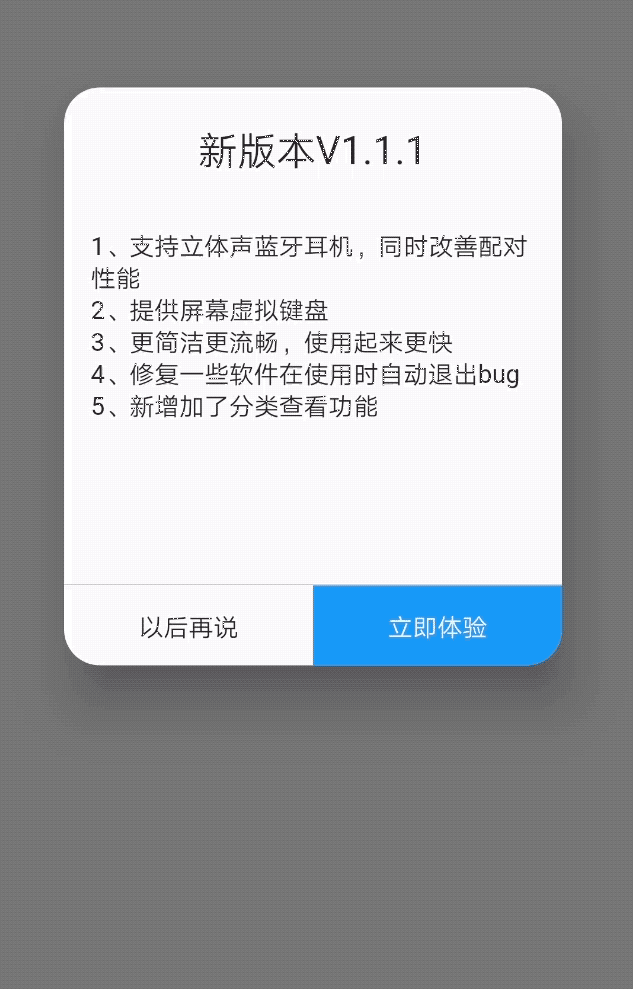 新版本V1.1.1
1、支持立体声蓝牙耳机，同时改善配对
性能
2、提供屏幕虚拟键盘
3、更简洁更流畅，使用起来更快
4、修复一些软件在使用时自动退出bug
5、新增加了分类查看功能
以后再说
立即体验